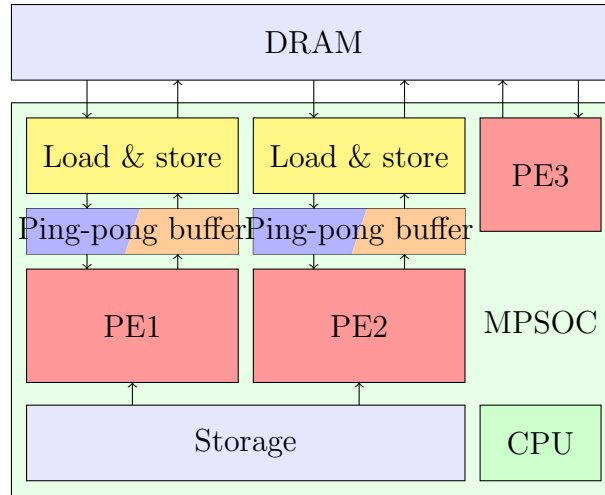 DRAM
Load & store
Load & store
PE3
Ping-pong buffer
Ping-pong buffer
PE1
PE2
MPSOC
Storage
CPU